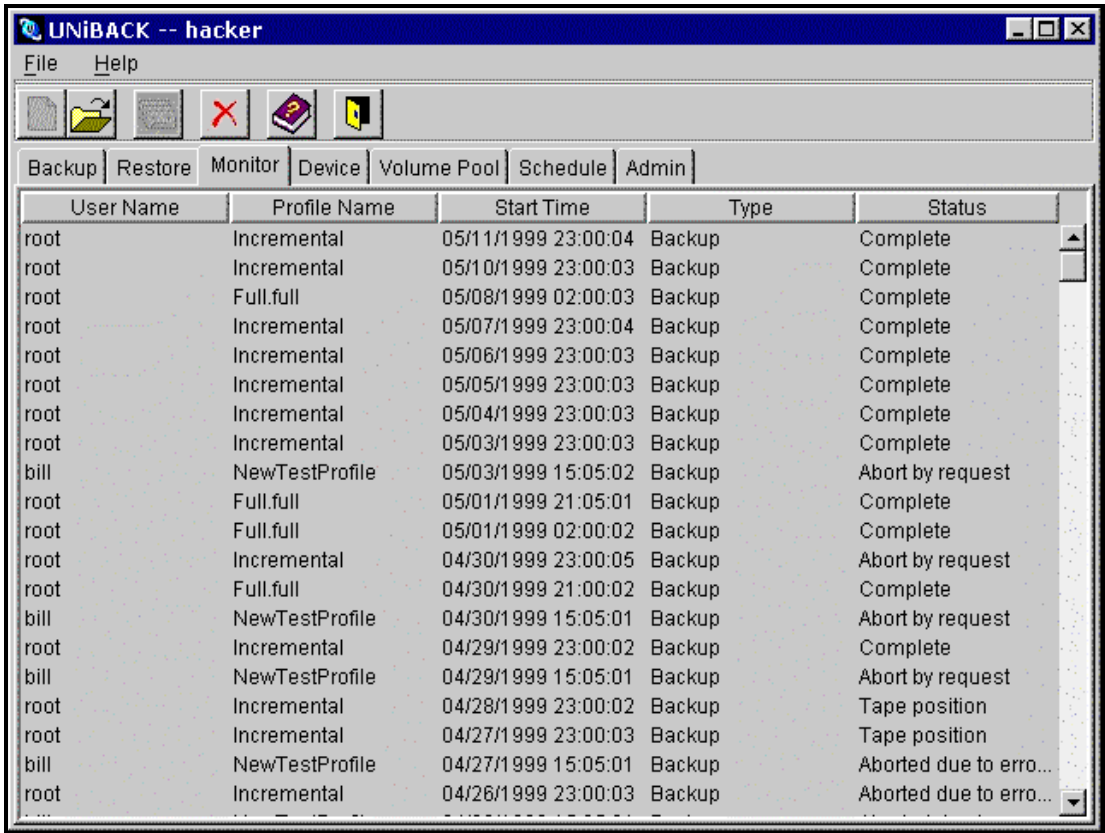 UNiBACK -- hacker
File Help
Backup Restore Monitor Device Volume Pool Schedule Admin
User Name Profile Name Start Time Type Status
root Incremental 05/11/1999 23:00:04 Backup Complete
root Incremental 05/10/1999 23:00:03 Backup Complete
root Full.full 05/08/1999 02:00:03 Backup Complete
root Incremental 05/07/1999 23:00:04 Backup Complete
root Incremental 05/06/1999 23:00:03 Backup Complete
root Incremental 05/05/1999 23:00:03 Backup Complete
root Incremental 05/04/1999 23:00:03 Backup Complete
root Incremental 05/03/1999 23:00:03 Backup Complete
bill NewTestProfile 05/03/1999 15:05:02 Backup Abort by request
root Full.full 05/01/1999 21:05:01 Backup Complete
root Full.full 05/01/1999 02:00:02 Backup Complete
root Incremental 04/30/1999 23:00:05 Backup Abort by request
root Full.full 04/30/1999 21:00:02 Backup Complete
bill NewTestProfile 04/30/1999 15:05:01 Backup Abort by request
root Incremental 04/29/1999 23:00:02 Backup Complete
bill NewTestProfile 04/29/1999 15:05:01 Backup Abort by request
root Incremental 04/28/1999 23:00:02 Backup Tape position
root Incremental 04/27/1999 23:00:03 Backup Tape position
bill NewTestProfile 04/27/1999 15:05:01 Backup Aborted due to erro...
root Incremental 04/26/1999 23:00:03 Backup Aborted due to erro...